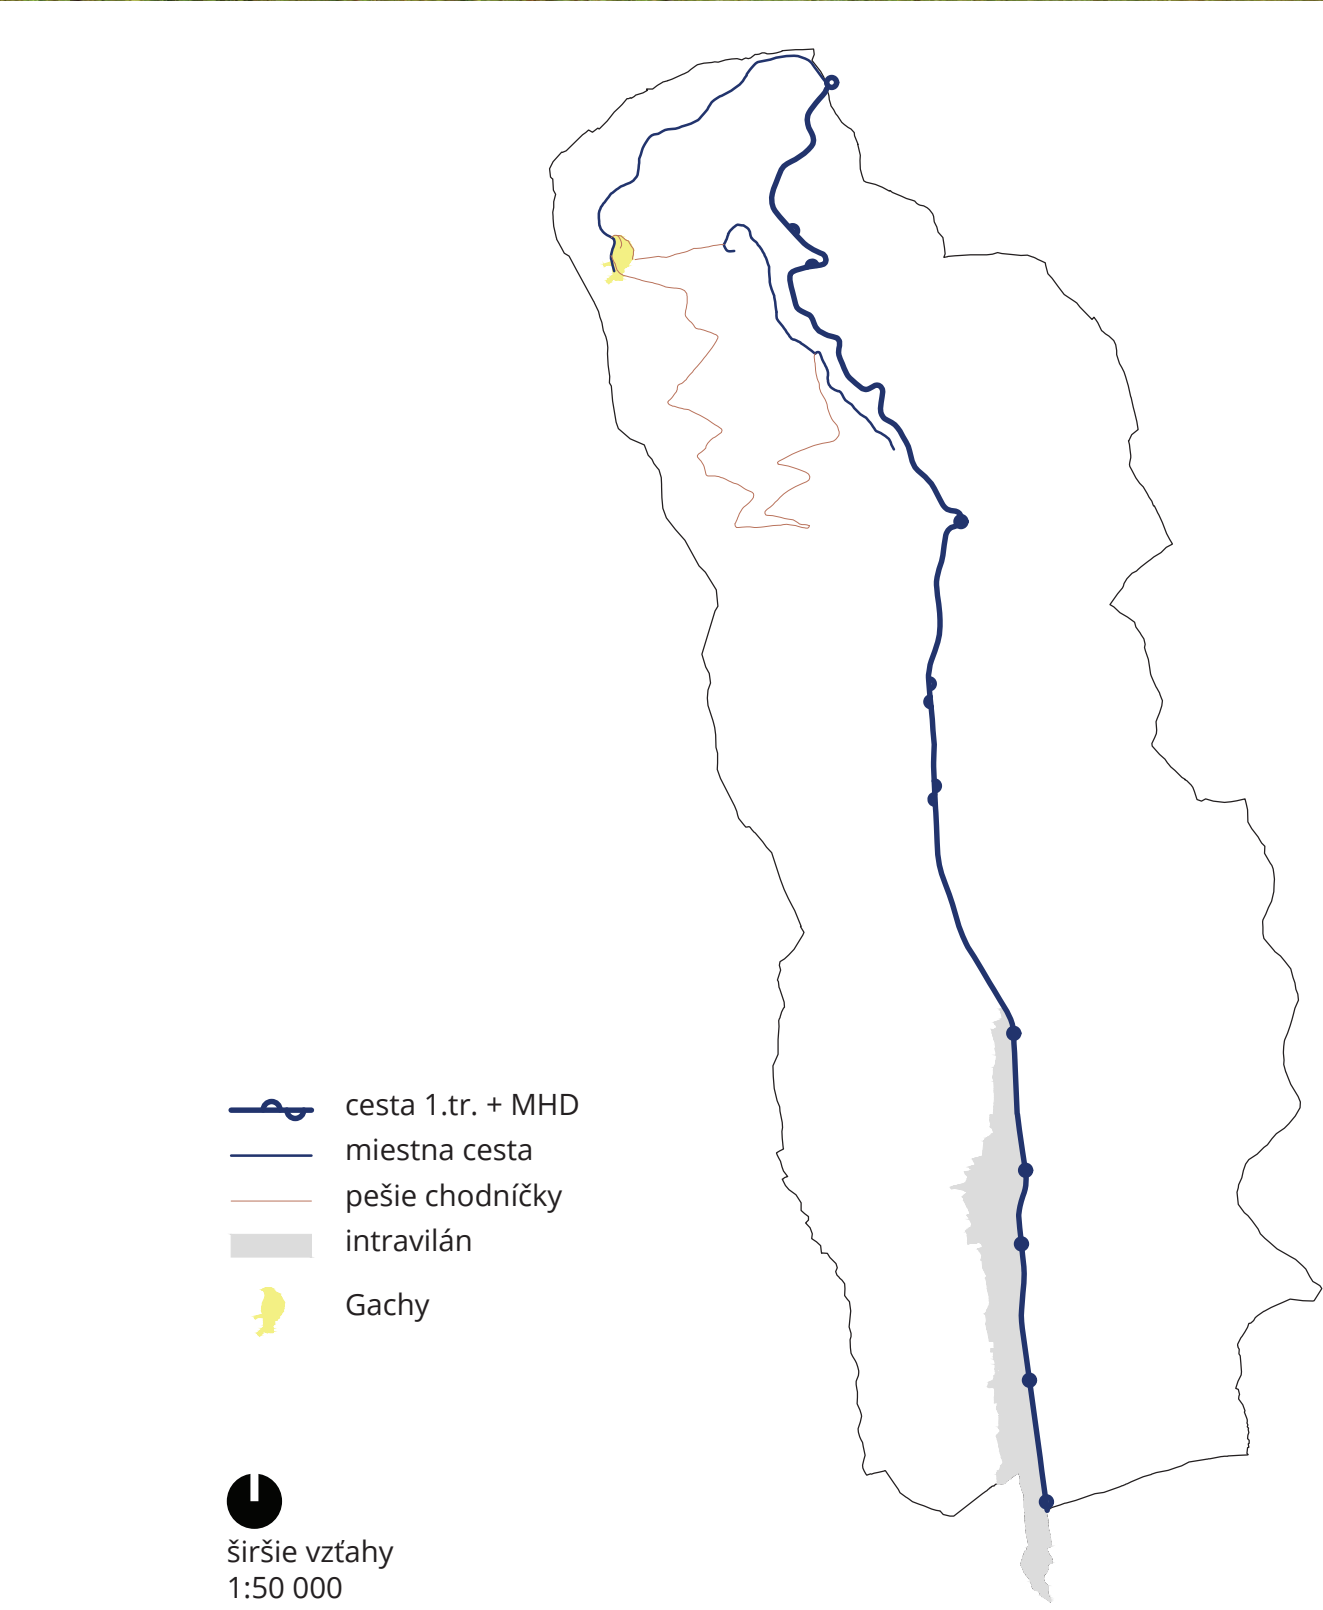 cesta 1.tr. + MHD
miestna cesta
pešie chodníčky
intravilán
Gachy
širšie vzťahy
1:50 000